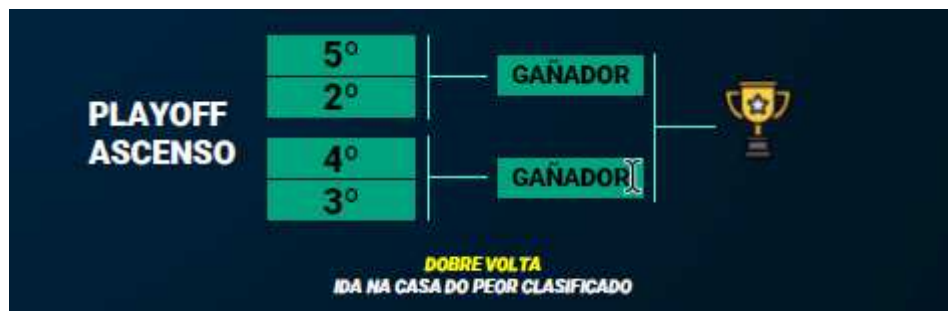 PLAYOFF
ASCENSO
5º
2º
4º
3º
GAÑADOR
GAÑADOR
DOBRE VOLTA
IDA NA CASA DO PEOR CLASIFICADO